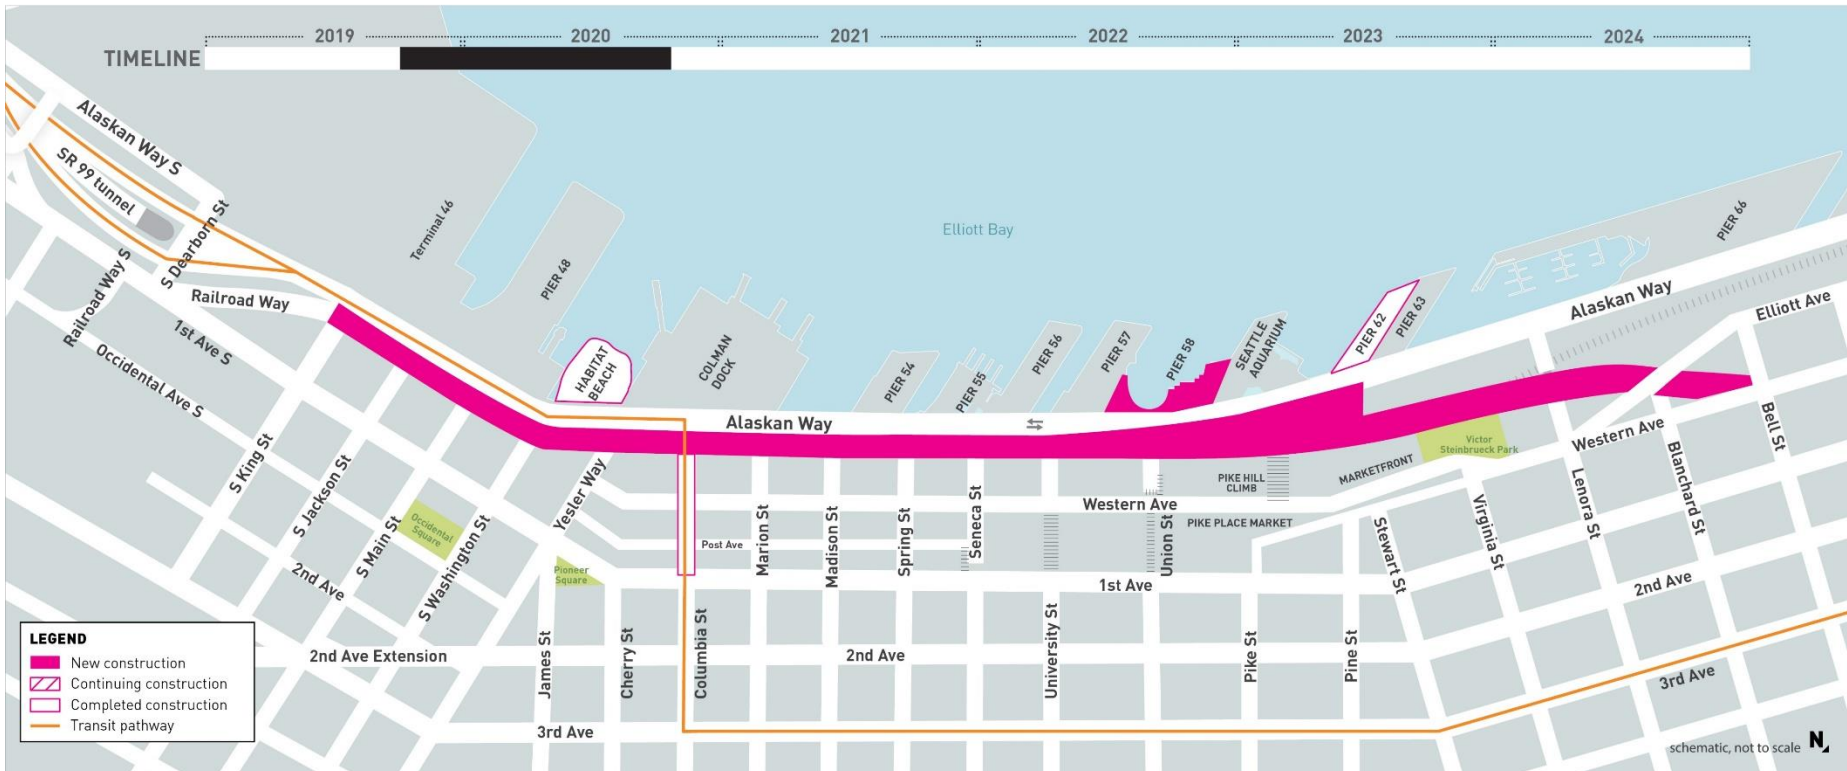 2019
2020
2021
2022
2023
2024
TIMELINE
Alaskan Way S
SR 99 tunnel
S Dearborn St
Railroad Way S
Railroad Way
1st Ave S
Occidental Ave S
Terminal 46
PIER 48
HABITAT
BEACH
COLMAN
DOCK
Elliott Bay
PIER 54
PIER 55
PIER 56
PIER 57
PIER 58
SEATTLE
AQUARIUM
PIER 62
PIER 63
PIER 66
Alaskan Way
Elliott Ave
Alaskan Way
S King St
S Jackson St
S Main St
Occidental
Square
S Washington St
Yesler Way
2nd Ave
Pioneer
Square
Post Ave
Marion St
Madison St
Spring St
Seneca St
Western Ave
Union St
PIKE HILL
CLIMB
PIKE PLACE MARKET
MARKETFRONT
Victor
Steinbrueck Park
Western Ave
Bell St
Blanchard St
Lenora St
Virginia St
Stewart St
1st Ave
2nd Ave
James St
Cherry St
Columbia St
University St
Pike St
Pine St
2nd Ave Extension
2nd Ave
3rd Ave
3rd Ave
LEGEND
New construction
Continuing construction
Completed construction
Transit pathway
schematic, not to scale
N